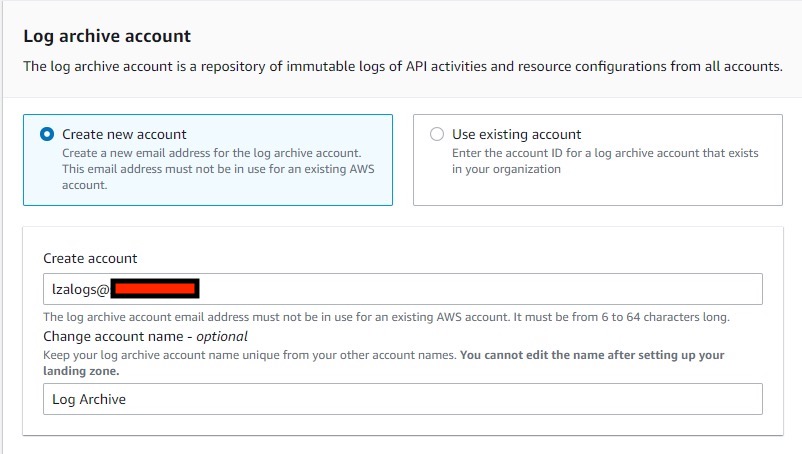 Log archive account
The log archive account is a repository of immutable logs of API activities and resource configurations from all accounts.
Create new account
Create a new email address for the log archive account.
This email address must not be in use for an existing AWS
account.
Use existing account
Enter the account ID for a log archive account that exists
in your organization
Create account
lzalogs@
The log archive account email address must not be in use for an existing AWS account. It must be from 6 to 64 characters long.
Change account name - optional
Keep your log archive account name unique from your other account names. You cannot edit the name after setting up your
landing zone.
Log Archive